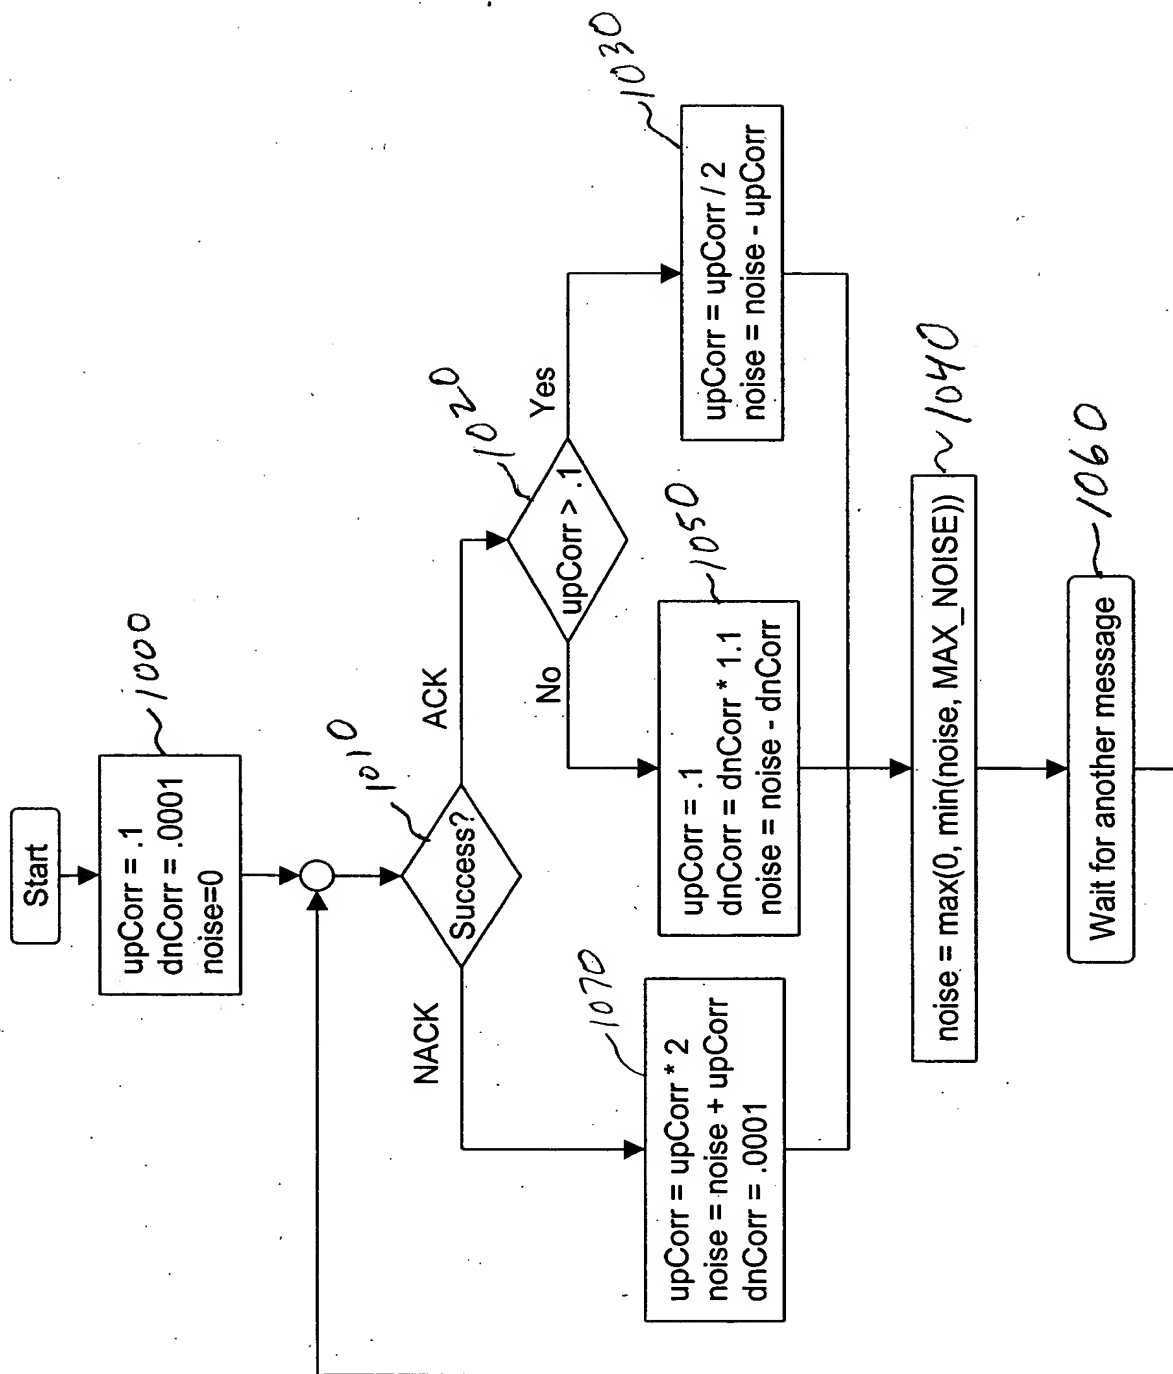 Start
1000
upCorr = .1
dnCorr = .0001
noise=0
1010
Success?
NACK
ACK
1020
upCorr > .1
No
Yes
1070
upCorr = upCorr * 2
noise = noise + upCorr
dnCorr = .0001
1050
upCorr = .1
dnCorr = dnCorr * 1.1
noise = noise - dnCorr
1030
upCorr = upCorr / 2
noise = noise - upCorr
1040
noise = max(0, min(noise, MAX_NOISE))
1060
Wait for another message